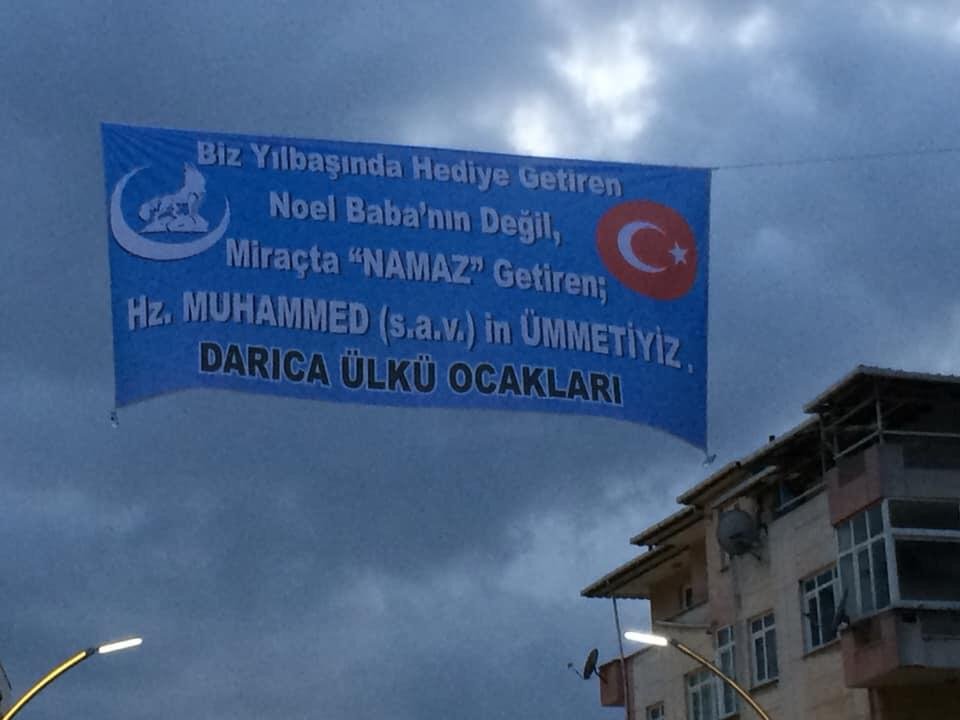 Biz Yılbaşında Hediye Getiren
Noel Baba’nın Değil,
Miraçta “NAMAZ” Getiren;
Hz. MUHAMMED (s.a.v.) in ÜMMETİYİZ .
DARICA ÜLKÜ OCAKLARI